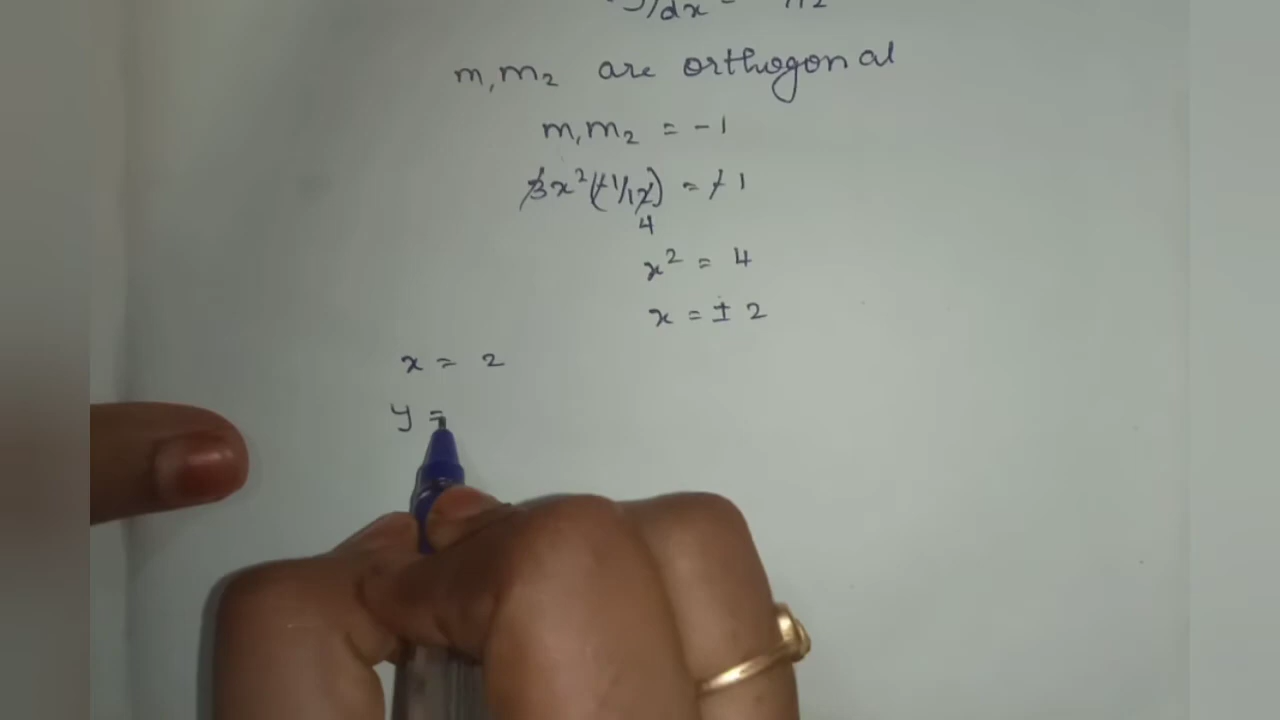 m₁m₂ are orthogonal
m₁m₂ = -1
3x²(-1/12) = -1
4
x² = 4
x = ± 2
x = 2
y =